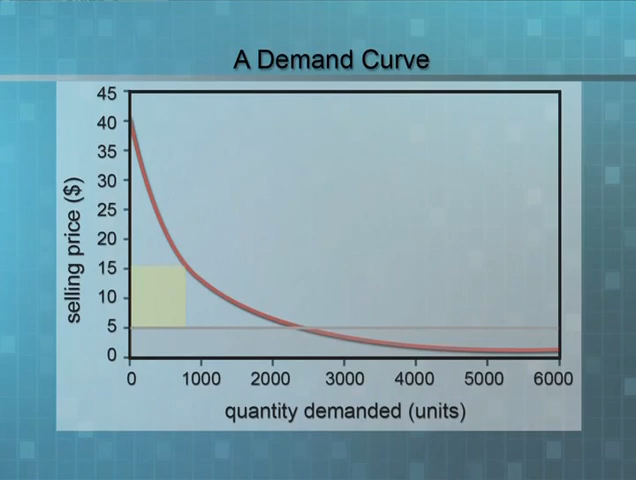 A Demand Curve
selling price ($)
45
40
35
30
25
20
15
10
5
0
0 1000 2000 3000 4000 5000 6000
quantity demanded (units)